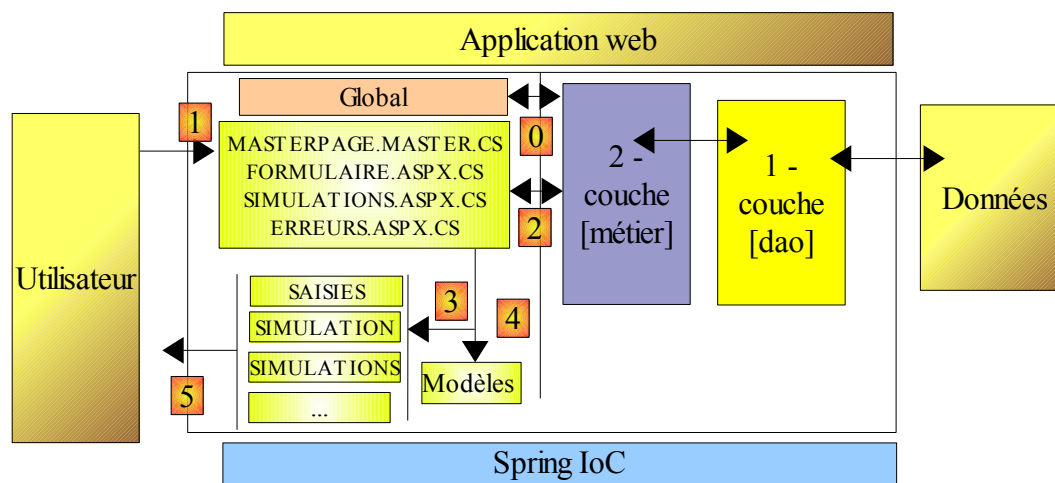 Application web
Global
1
0
MASTERPAGE.MASTER.CS
FORMULAIRE.ASPX.CS
SIMULATIONS.ASPX.CS
ERREURS.ASPX.CS
2
2 -
couche
[métier]
1 -
couche
[dao]
Données
Utilisateur
SAISIES
SIMULATION
SIMULATIONS
...
3
4
Modèles
5
Spring IoC